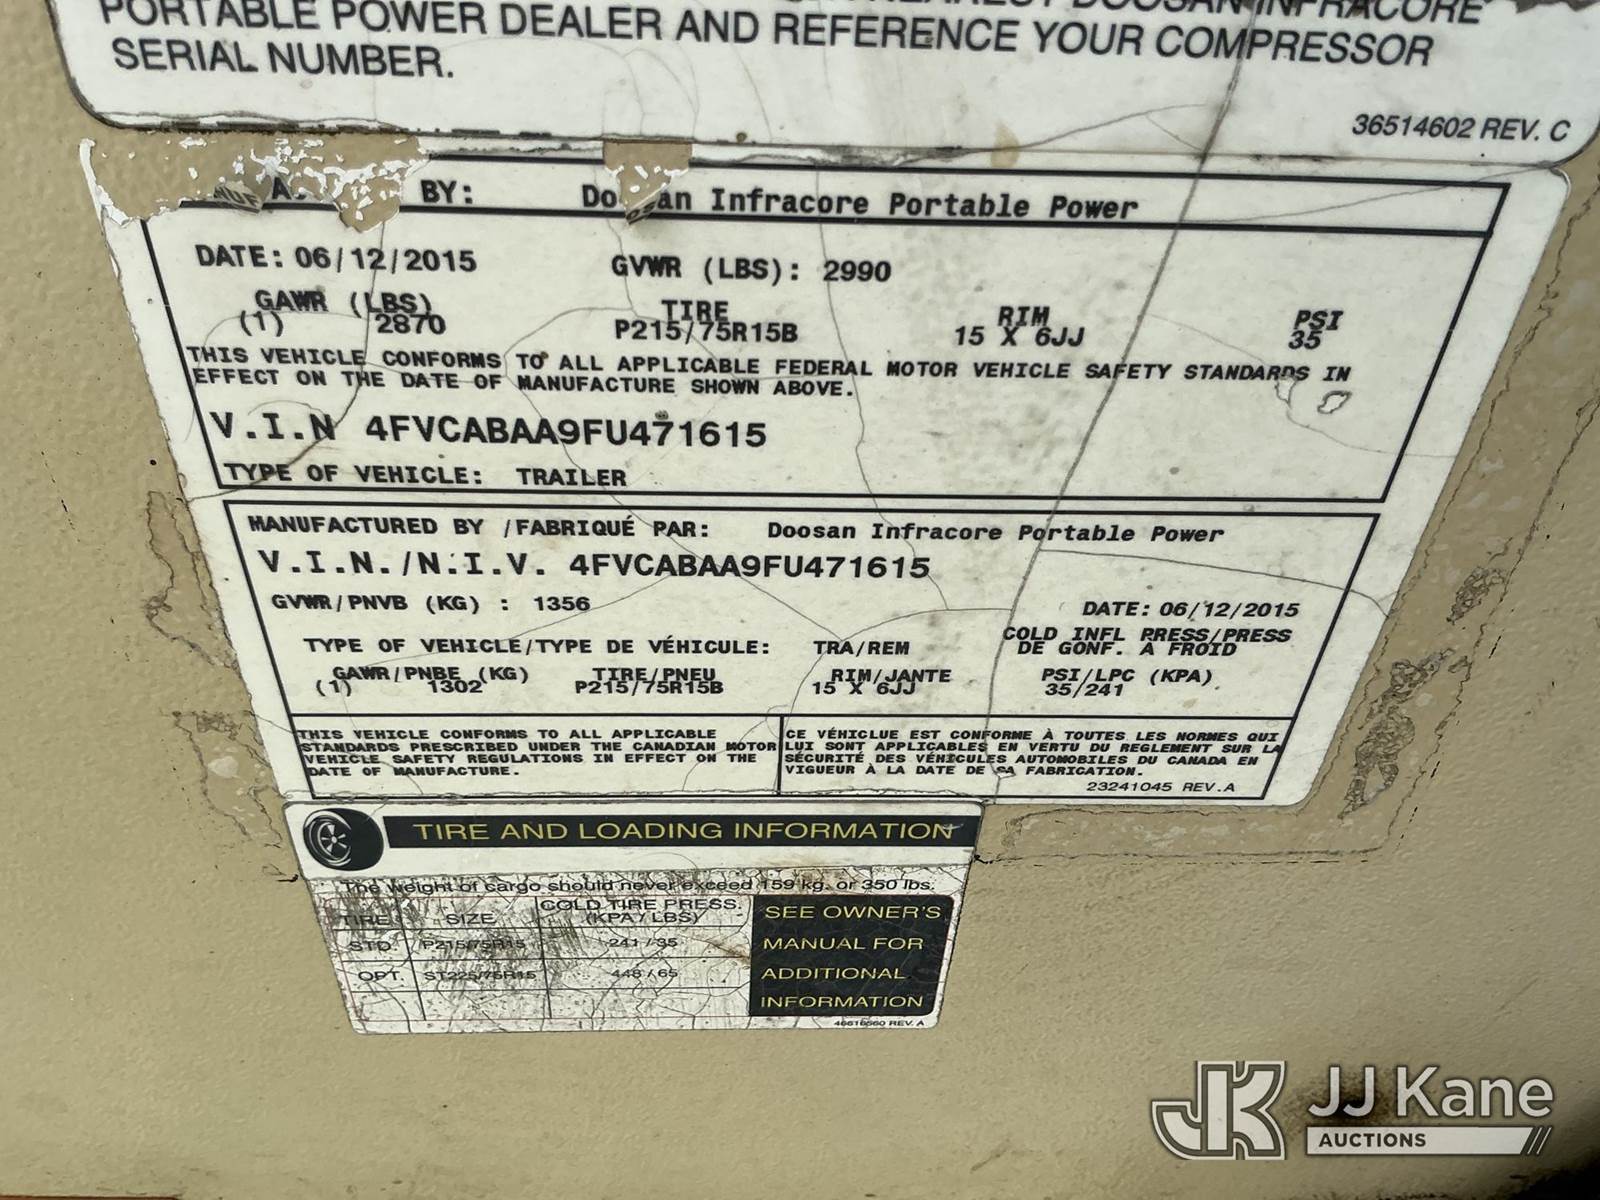 DOOSAN INFRACORE
PORTABLE POWER DEALER AND REFERENCE YOUR COMPRESSOR
SERIAL NUMBER.
36514602 REV. C
BY: Doosan Infracore Portable Power
DATE: 06/12/2015 GVWR (LBS): 2990
GAWR (LBS) TIRE RIM PSI
(1) 2870 P215/75R15B 15 X 6JJ 35
THIS VEHICLE CONFORMS TO ALL APPLICABLE FEDERAL MOTOR VEHICLE SAFETY STANDARDS IN
EFFECT ON THE DATE OF MANUFACTURE SHOWN ABOVE.
V.I.N 4FVCABAA9FU471615
TYPE OF VEHICLE: TRAILER
MANUFACTURED BY /FABRIQUÉ PAR: Doosan Infracore Portable Power
V.I.N./N.I.V. 4FVCABAA9FU471615
GVWR/PNVB (KG) : 1356 DATE: 06/12/2015
TYPE OF VEHICLE/TYPE DE VÉHICULE: TRA/REM COLD INFL PRESS/PRESS
DE GONF. A FROID
GAWR/PNBE (KG) TIRE/PNEU RIM/JANTE PSI/LPC (KPA)
(1) 1302 P215/75R15B 15 X 6JJ 35/241
THIS VEHICLE CONFORMS TO ALL APPLICABLE
STANDARDS PRESCRIBED UNDER THE CANADIAN MOTOR
VEHICLE SAFETY REGULATIONS IN EFFECT ON THE
DATE OF MANUFACTURE.
CE VÉHICLUE EST CONFORME À TOUTES LES NORMES QUI
LUI SONT APPLICABLES EN VERTU DU REGLEMENT SUR LA
SÉCURITÉ DES VÉHICULES AUTOMOBILES DU CANADA EN
VIGUEUR À LA DATE DE SA FABRICATION.
23241045 REV.A
TIRE AND LOADING INFORMATION
The weight of cargo should never exceed 159 kg. or 350 lbs.
TIRE SIZE COLD TIRE PRESS.
(KPA / LBS)
STD. P215/75R15 241 / 35
OPT. ST225/75R15 448 / 65
SEE OWNER'S
MANUAL FOR
ADDITIONAL
INFORMATION
REV. A
JJ Kane
AUCTIONS